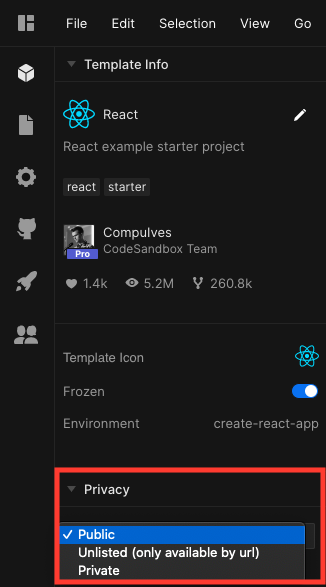 File Edit Selection View Go
Template Info
React
React example starter project
react starter
Compulves
CodeSandbox Team
Pro
1.4k 5.2M 260.8k
Template Icon
Frozen
Environment create-react-app
Privacy
✓ Public
Unlisted (only available by url)
Private